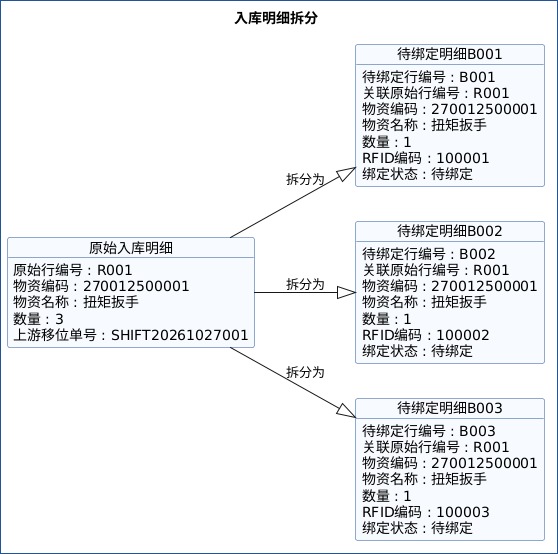 入库明细拆分
待绑定明细B001
待绑定行编号：B001
关联原始行编号：R001
物资编码：270012500001
物资名称：扭矩扳手
数量：1
RFID编码：100001
绑定状态：待绑定
拆分为
原始入库明细
原始行编号：R001
物资编码：270012500001
物资名称：扭矩扳手
数量：3
上游移位单号：SHIFT20261027001
拆分为
待绑定明细B002
待绑定行编号：B002
关联原始行编号：R001
物资编码：270012500001
物资名称：扭矩扳手
数量：1
RFID编码：100002
绑定状态：待绑定
拆分为
待绑定明细B003
待绑定行编号：B003
关联原始行编号：R001
物资编码：270012500001
物资名称：扭矩扳手
数量：1
RFID编码：100003
绑定状态：待绑定